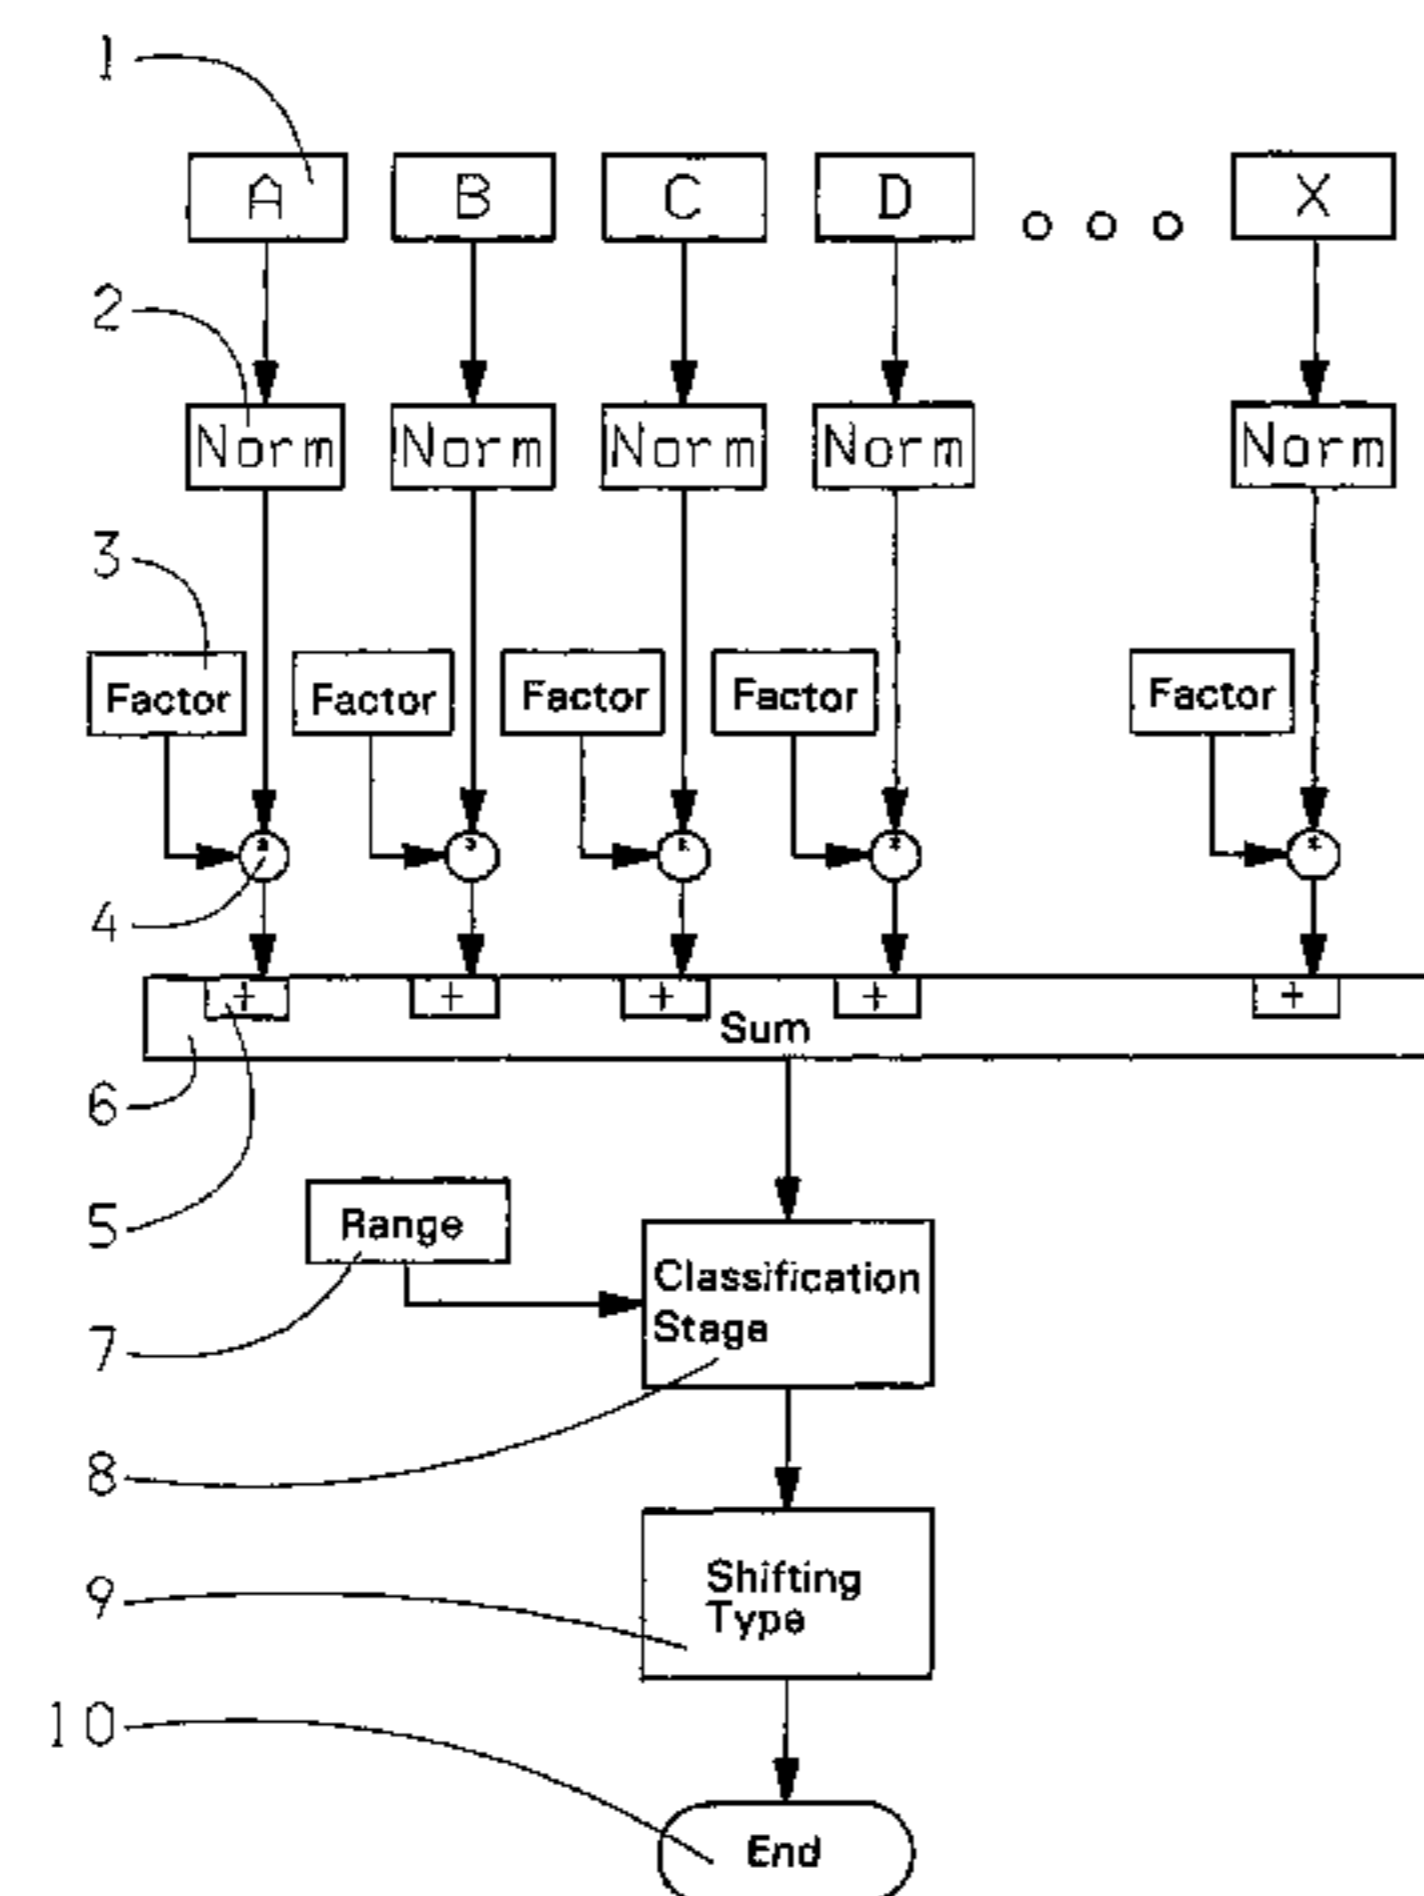 1
A B C D o o o X
2
Norm Norm Norm Norm Norm
3
Factor Factor Factor Factor Factor
* * *
4
+ + + + +
Sum
6
5
Range
Classification
Stage
7
8
Shifting
Type
9
10
End